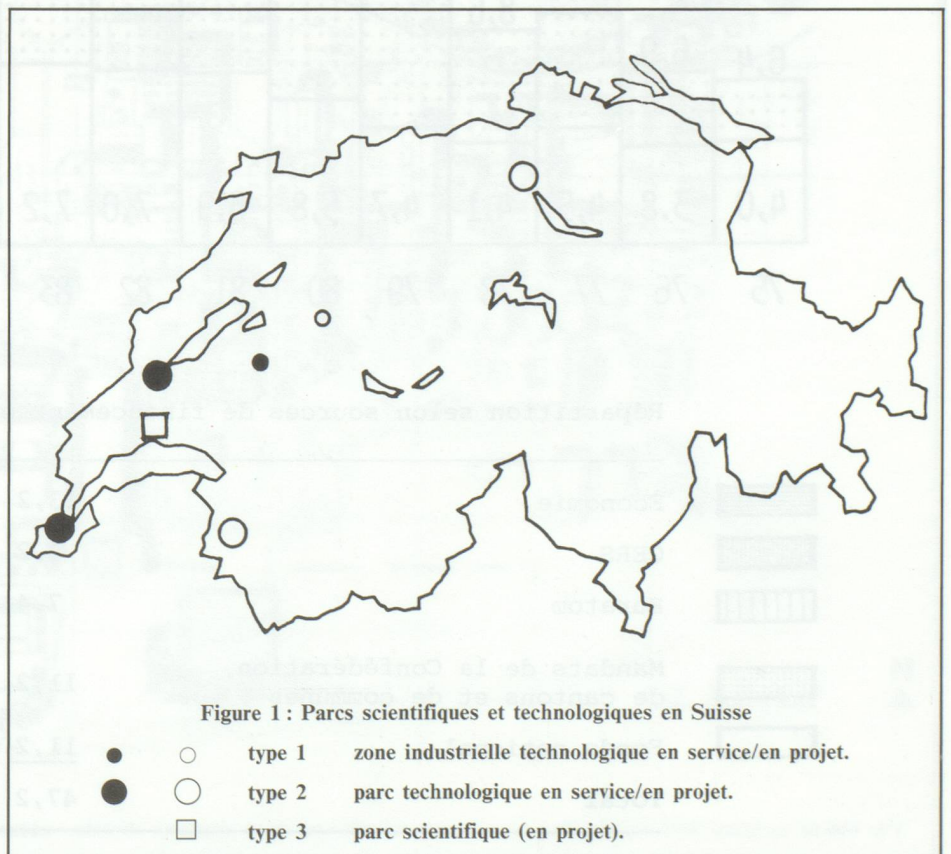 Figure 1 : Parcs scientifiques et technologiques en Suisse
type 1 zone industrielle technologique en service/en projet.
type 2 parc technologique en service/en projet.
type 3 parc scientifique (en projet).